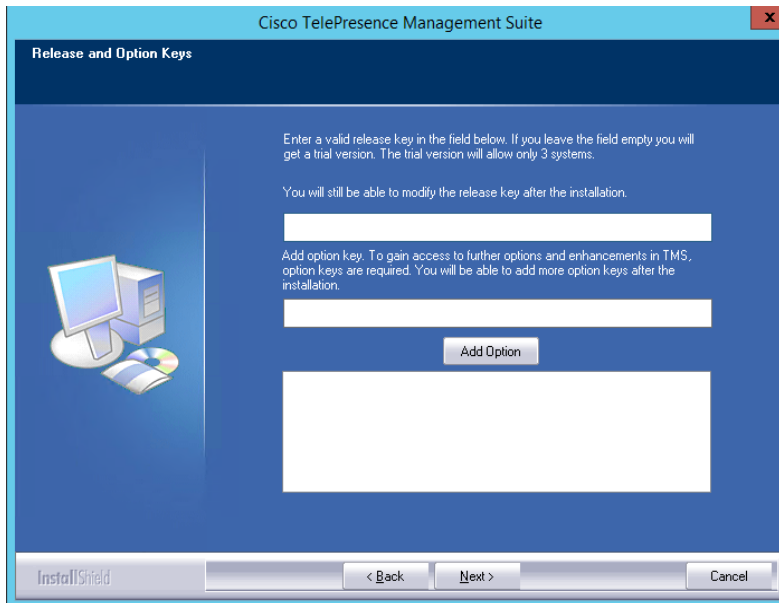 Cisco TelePresence Management Suite
x
Release and Option Keys
Enter a valid release key in the field below. If you leave the field empty you will
get a trial version. The trial version will allow only 3 systems.
You will still be able to modify the release key after the installation.
Add option key. To gain access to further options and enhancements in TMS,
option keys are required. You will be able to add more option keys after the
installation.
Add Option
InstallShield
< Back
Next >
Cancel